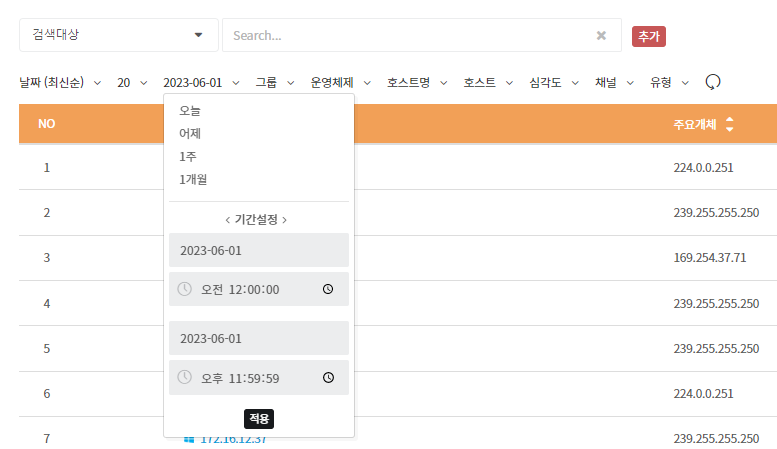 검색대상 Search... 추가
날짜 (최신순) 20 2023-06-01 그룹 운영체제 호스트명 호스트 심각도 채널 유형
NO 주요개체
오늘
어제
1주
1개월
< 기간설정 >
2023-06-01
오전 12:00:00
2023-06-01
오후 11:59:59
적용
1 224.0.0.251
2 239.255.255.250
3 169.254.37.71
4 239.255.255.250
5 239.255.255.250
6 224.0.0.251
7 172.16.12.37 239.255.255.250